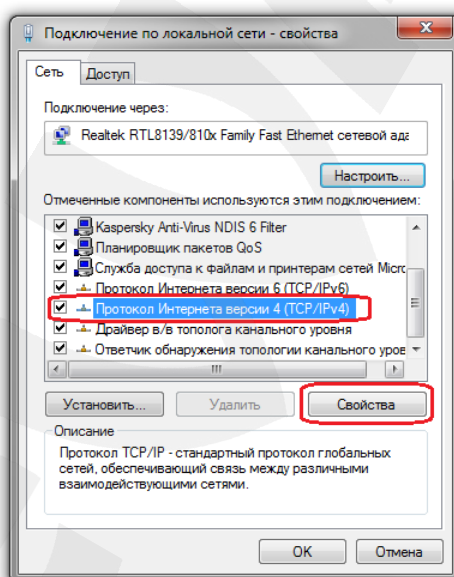 Подключение по локальной сети - свойства
Сеть Доступ
Подключение через:
Realtek RTL8139/810x Family Fast Ethernet сетевой ада
Настроить...
Отмеченные компоненты используются этим подключением:
Kaspersky Anti-Virus NDIS 6 Filter
Планировщик пакетов QoS
Служба доступа к файлам и принтерам сетей Micrс
Протокол Интернета версии 6 (TCP/IPv6)
Протокол Интернета версии 4 (TCP/IPv4)
Драйвер в/в тополога канального уровня
Ответчик обнаружения топологии канального уров
Установить... Удалить Свойства
Описание
Протокол TCP/IP - стандартный протокол глобальных
сетей, обеспечивающий связь между различными
взаимодействующими сетями.
OK Отмена